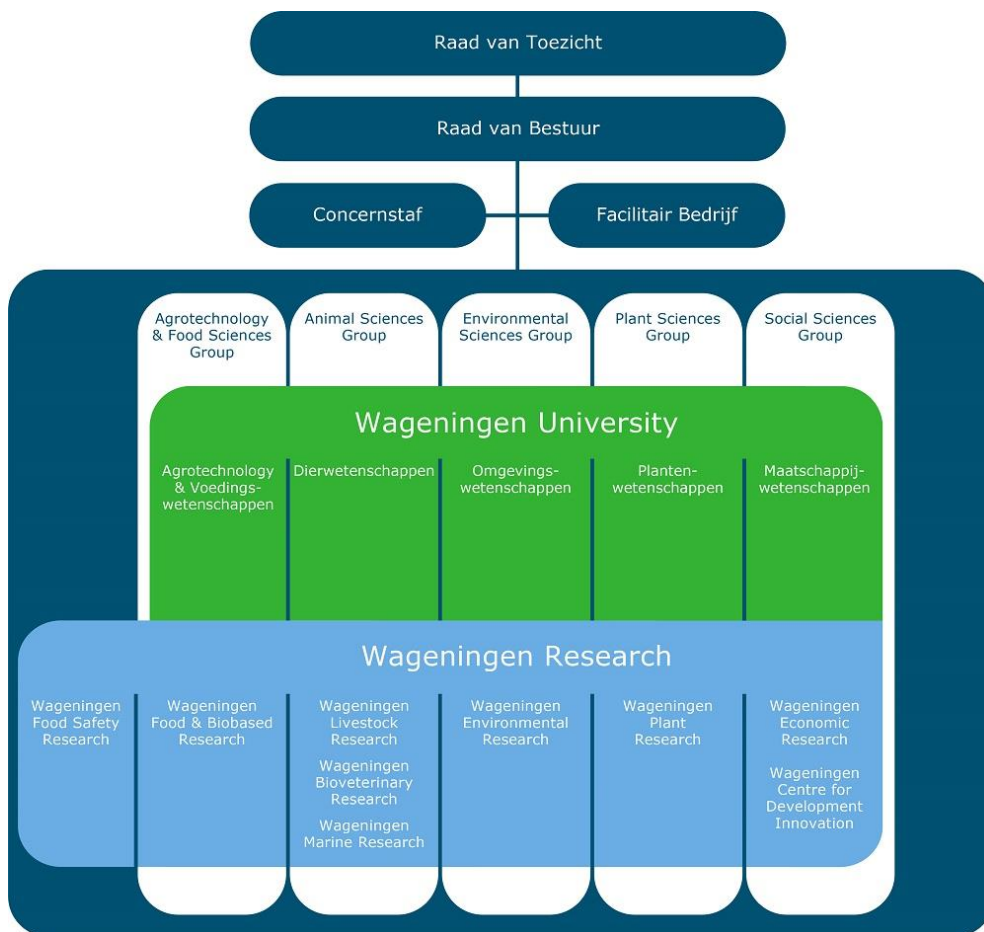 Raad van Toezicht
Raad van Bestuur
Concernstaf
Facilitair Bedrijf
Agrotechnology
& Food Sciences
Group
Animal Sciences
Group
Environmental
Sciences Group
Plant Sciences
Group
Social Sciences
Group
Wageningen University
Agrotechnology
& Voedings-
wetenschappen
Dierwetenschappen
Omgevings-
wetenschappen
Planten-
wetenschappen
Maatschappij-
wetenschappen
Wageningen Research
Wageningen
Food Safety
Research
Wageningen
Food & Biobased
Research
Wageningen
Livestock
Research
Wageningen
Bioveterinary
Research
Wageningen
Marine Research
Wageningen
Environmental
Research
Wageningen
Plant
Research
Wageningen
Economic
Research
Wageningen
Centre for
Development
Innovation